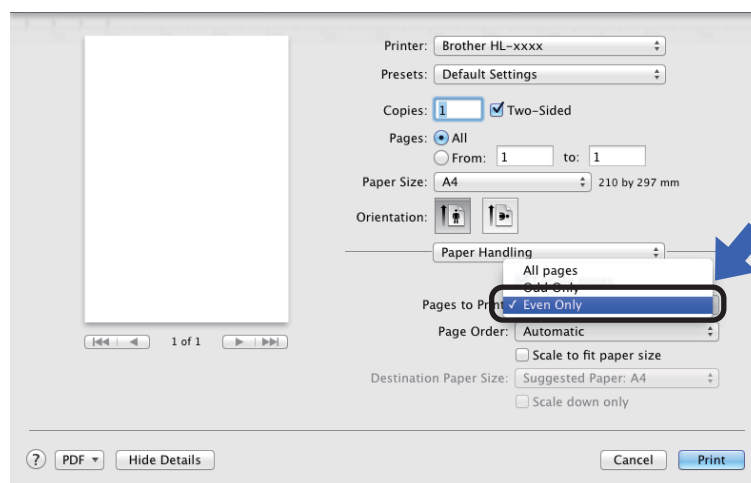 Printer: Brother HL-xxxx
Presets: Default Settings
Copies: 1 Two-Sided
Pages: All
From: 1 to: 1
Paper Size: A4 210 by 297 mm
Orientation:
Paper Handling
All pages
Odd Only
Pages to Print ✓ Even Only
Page Order: Automatic
Scale to fit paper size
Destination Paper Size: Suggested Paper: A4
Scale down only
1 of 1
? PDF Hide Details Cancel Print